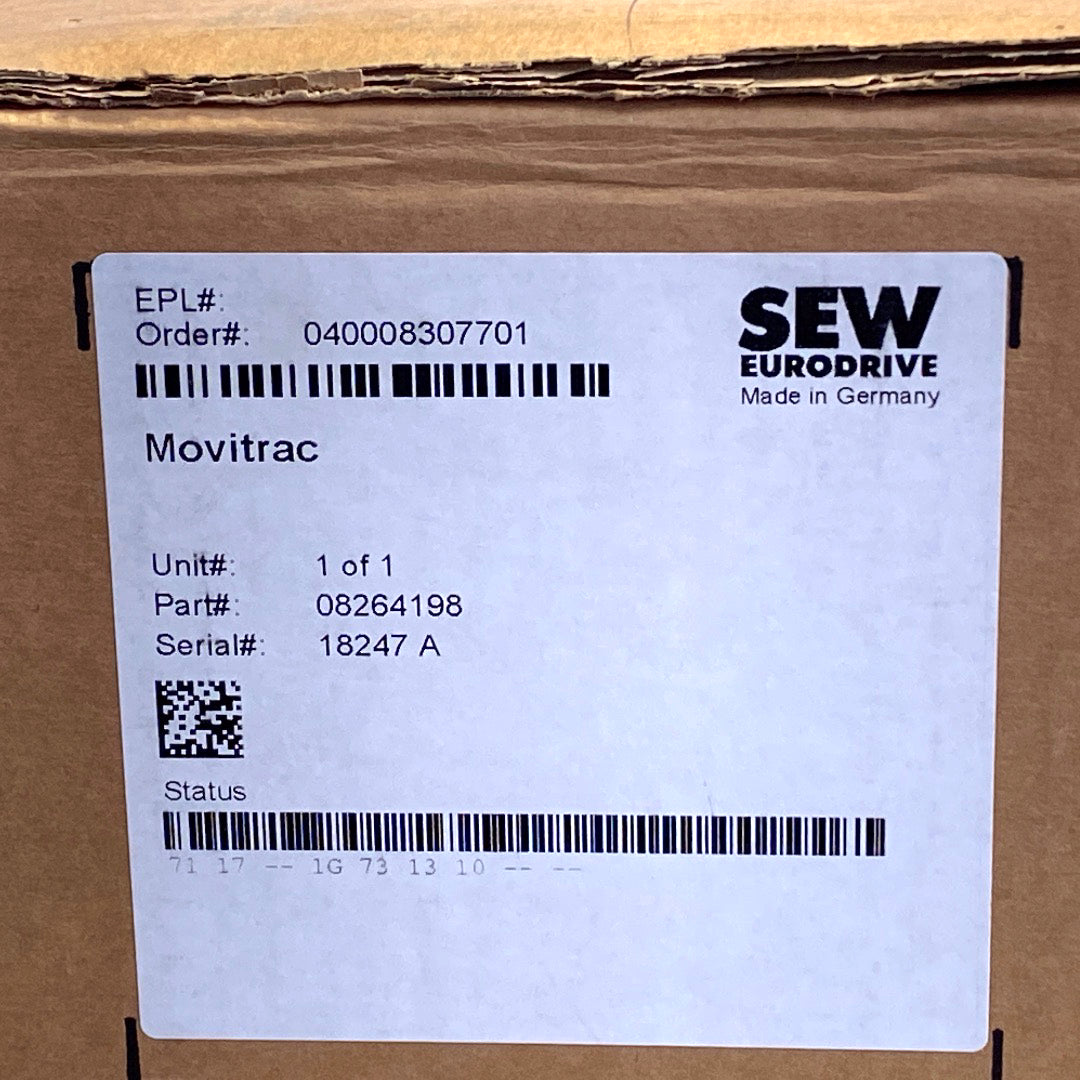 EPL#:
Order#: 040008307701
SEW
EURODRIVE
Made in Germany
Movitrac
Unit#: 1 of 1
Part#: 08264198
Serial#: 18247 A
Status
71 17 -- 1G 73 13 10 -- --